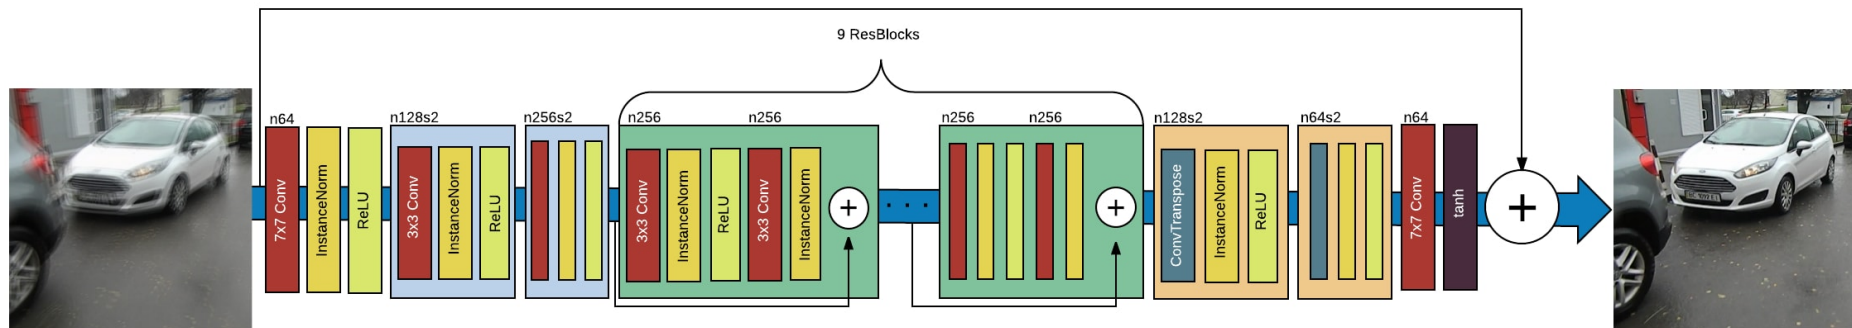 9 ResBlocks
n64
7x7 Conv
InstanceNorm
ReLU
n128s2
3x3 Conv
InstanceNorm
ReLU
n256s2
n256
n256
3x3 Conv
InstanceNorm
ReLU
3x3 Conv
InstanceNorm
+
. . .
n256
n256
+
n128s2
ConvTranspose
InstanceNorm
ReLU
n64s2
n64
7x7 Conv
tanh
+